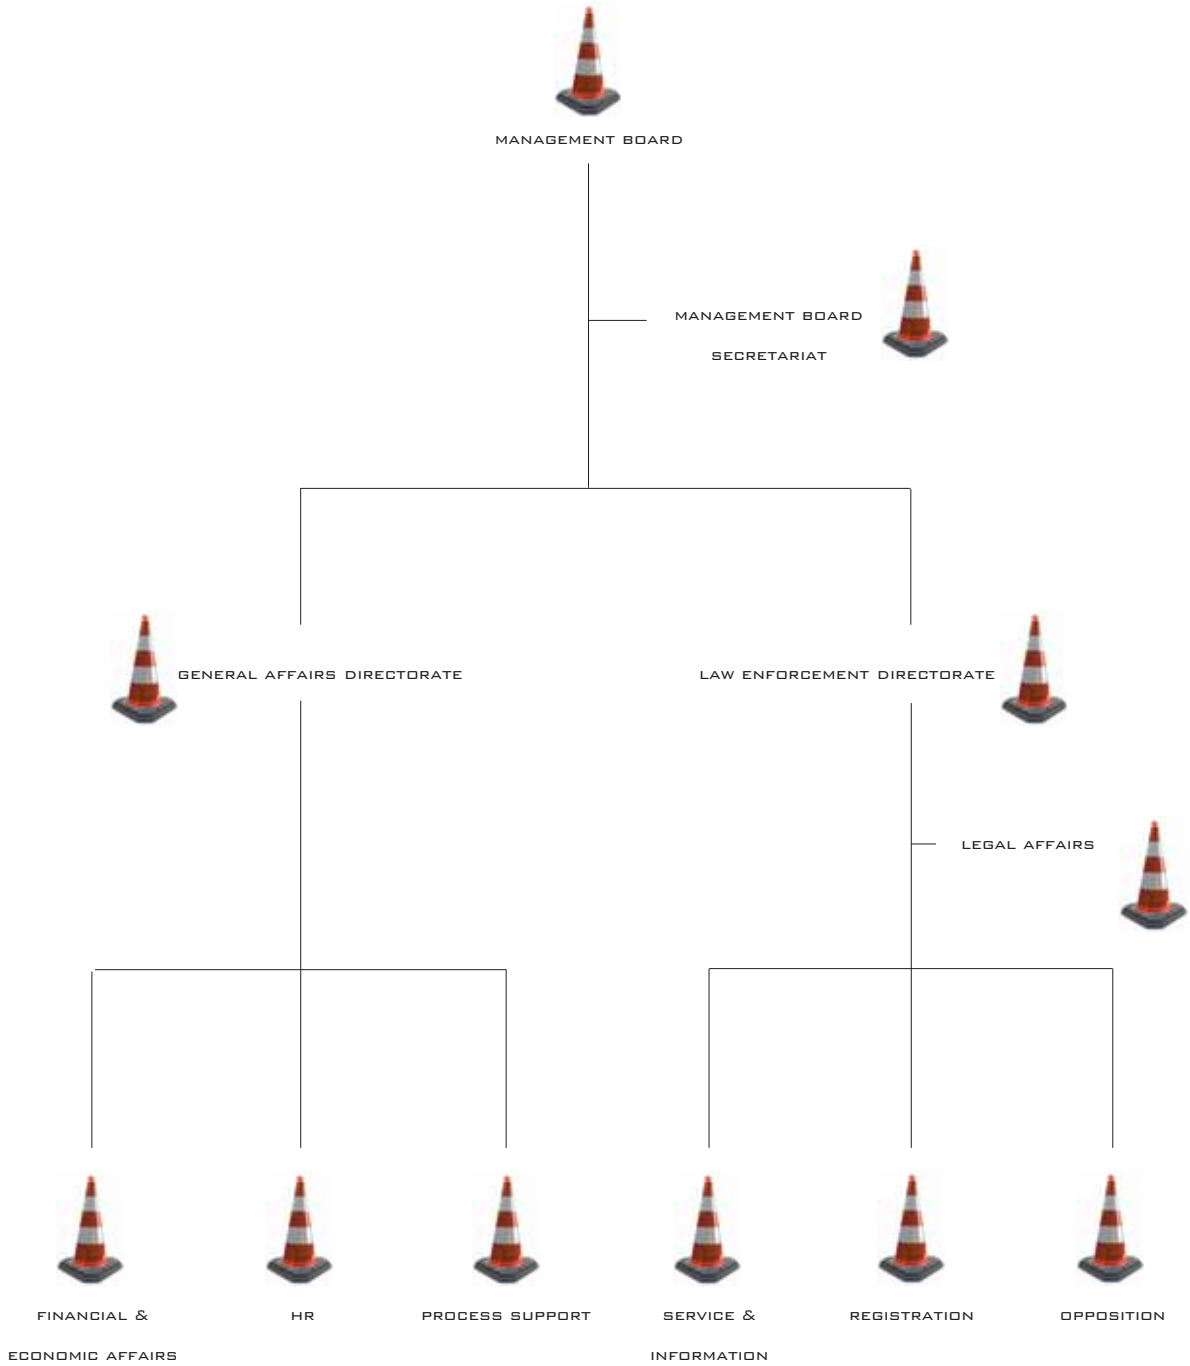 MANAGEMENT BOARD
MANAGEMENT BOARD
SECRETARIAT
GENERAL AFFAIRS DIRECTORATE
LAW ENFORCEMENT DIRECTORATE
LEGAL AFFAIRS
FINANCIAL &
ECONOMIC AFFAIRS
HR
PROCESS SUPPORT
SERVICE &
INFORMATION
REGISTRATION
OPPOSITION